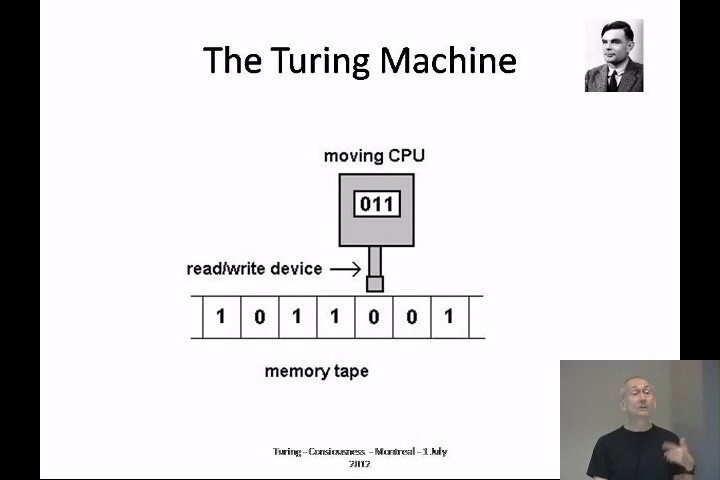 The Turing Machine
moving CPU
011
read/write device
1 0 1 1 0 0 1
memory tape
Turing - Consiousness - Montreal - 1 July
2012